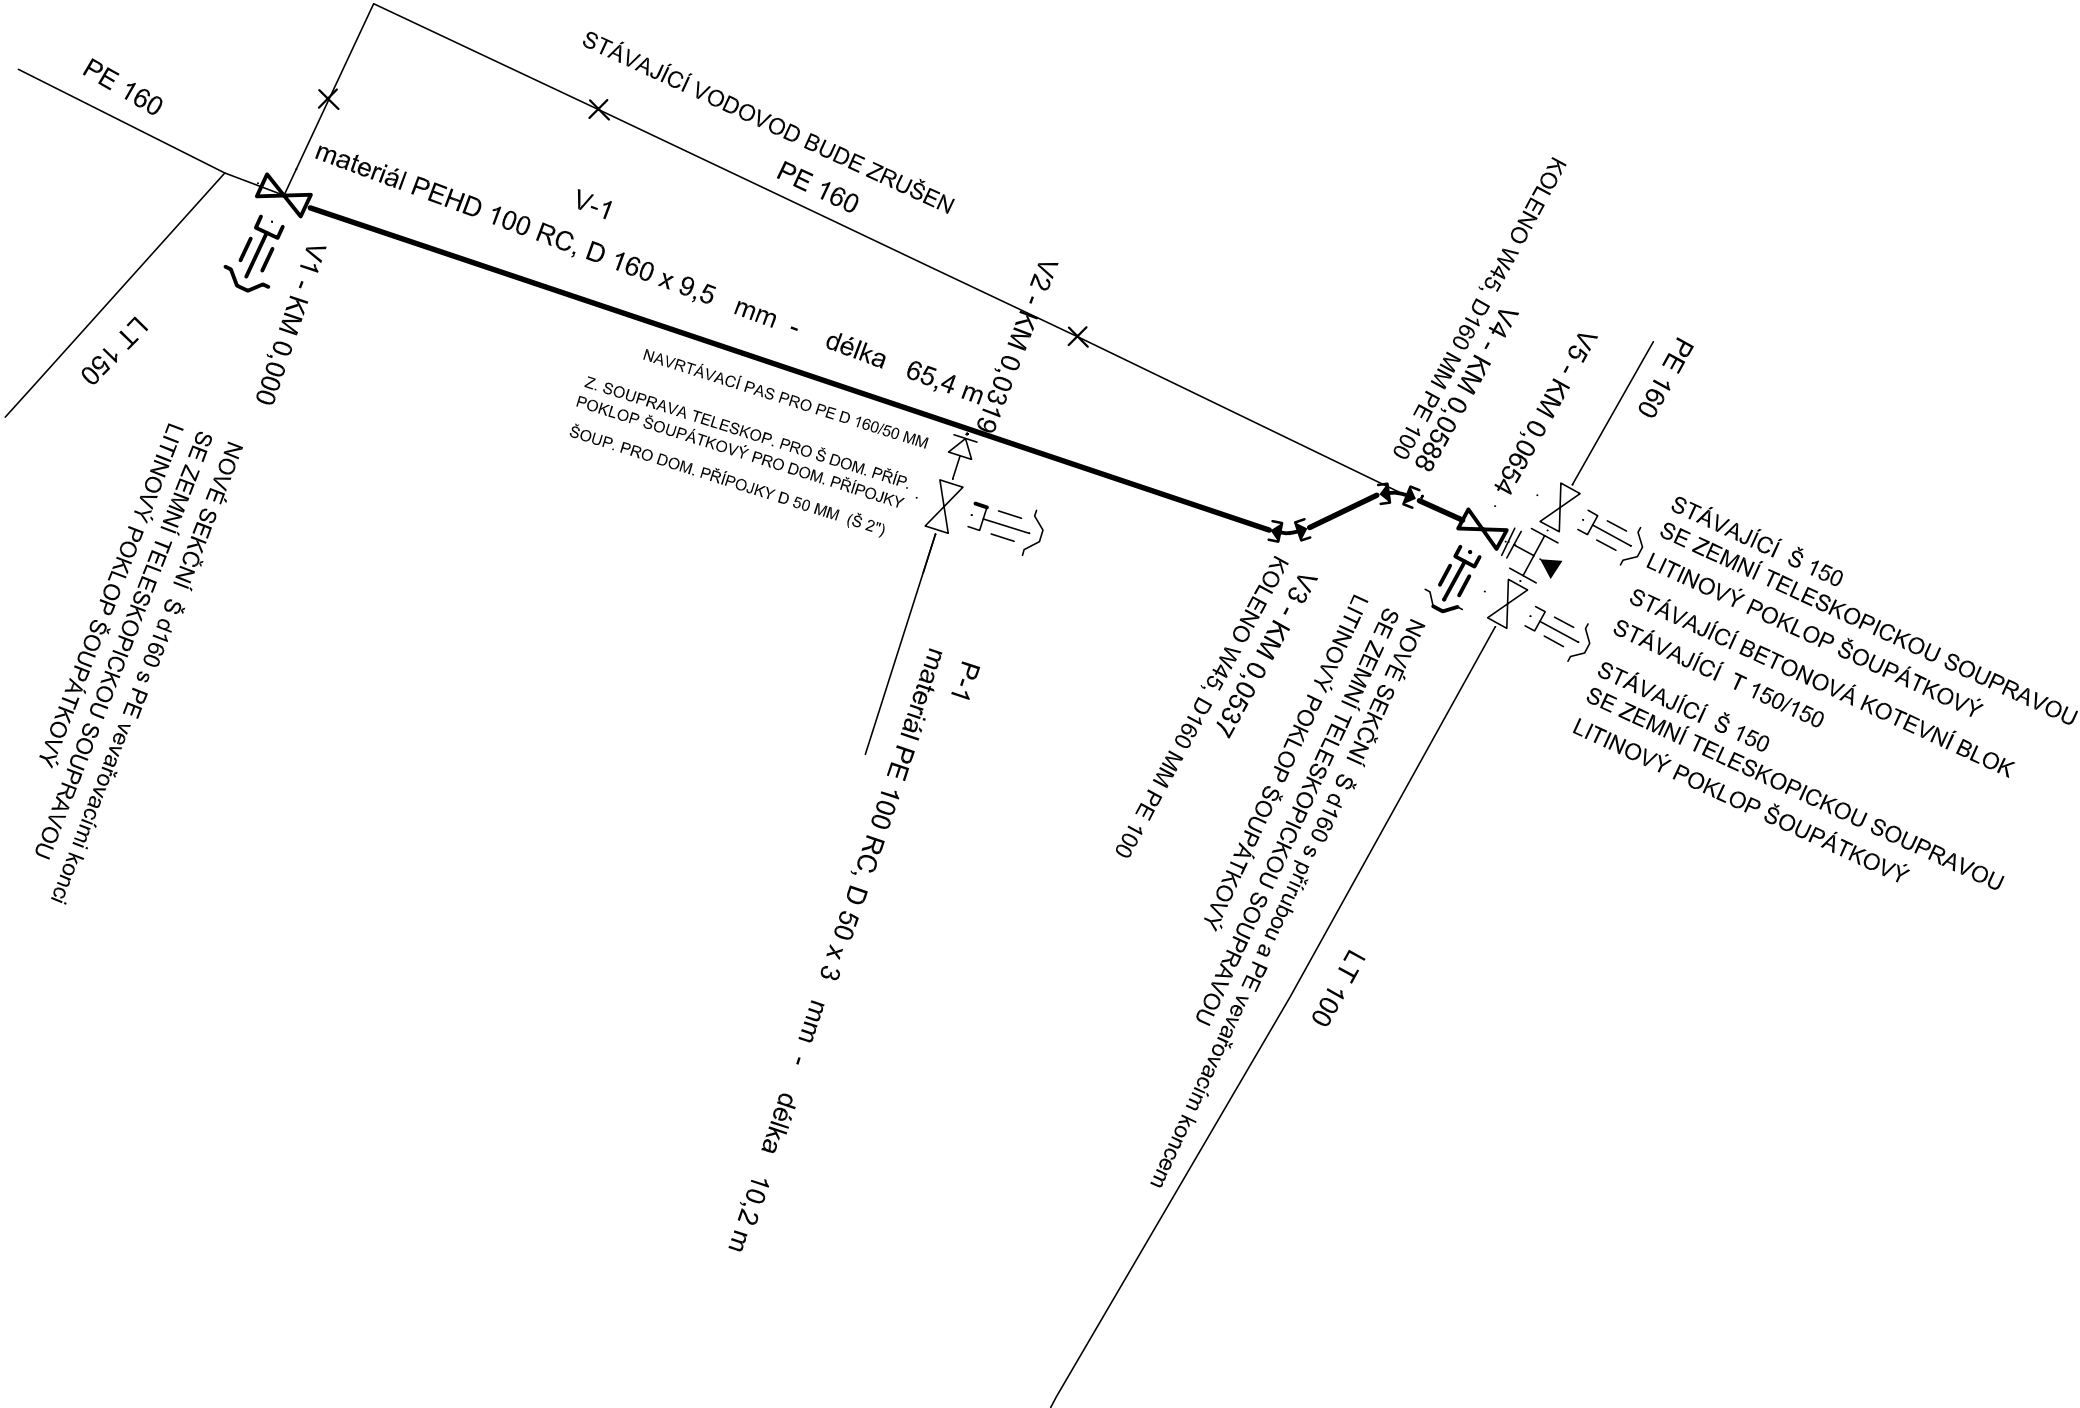 PE 160
STÁVAJÍCÍ VODOVOD BUDE ZRUŠEN
PE 160
V-1
materiál PEHD 100 RC, D 160 x 9,5 mm - délka 65,4 m
LT 150
V1 - KM 0,000
NOVÉ SEKČNÍ Š d160 s PE vevařovacími konci
SE ZEMNÍ TELESKOPICKOU SOUPRAVOU
LITINOVÝ POKLOP ŠOUPÁTKOVÝ
V2 - KM 0,0319
NAVRTÁVACÍ PAS PRO PE D 160/50 MM
Z. SOUPRAVA TELESKOP. PRO Š DOM. PŘÍP.
POKLOP ŠOUPÁTKOVÝ PRO DOM. PŘÍPOJKY
ŠOUP. PRO DOM. PŘÍPOJKY D 50 MM (Š 2")
P-1
materiál PE 100 RC, D 50 x 3 mm - délka 10,2 m
V3 - KM 0,0537
KOLENO W45, D160 MM PE 100
KOLENO W45, D160 MM PE 100
V4 - KM 0,0588
V5 - KM 0,0654
NOVÉ SEKČNÍ Š d160 s přírubou a PE vevařovacím koncem
SE ZEMNÍ TELESKOPICKOU SOUPRAVOU
LITINOVÝ POKLOP ŠOUPÁTKOVÝ
PE 160
STÁVAJÍCÍ Š 150
SE ZEMNÍ TELESKOPICKOU SOUPRAVOU
LITINOVÝ POKLOP ŠOUPÁTKOVÝ
STÁVAJÍCÍ BETONOVÁ KOTEVNÍ BLOK
STÁVAJÍCÍ T 150/150
STÁVAJÍCÍ Š 150
SE ZEMNÍ TELESKOPICKOU SOUPRAVOU
LITINOVÝ POKLOP ŠOUPÁTKOVÝ
LT 100